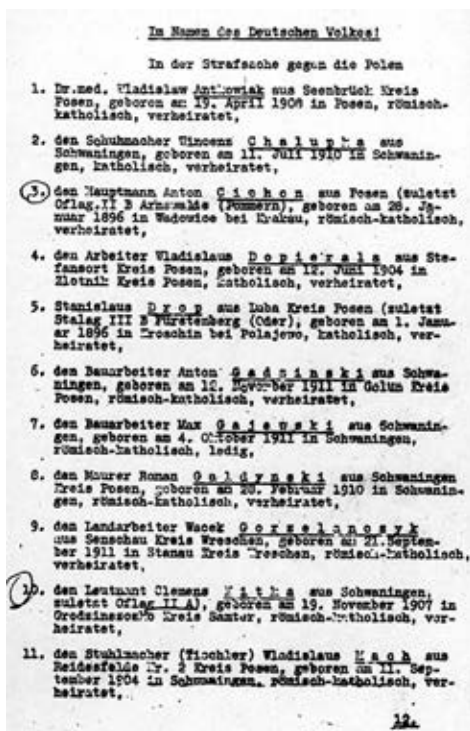 Im Namen des Deutschen Volkes!
In der Strafsache gegen die Polen
1. Dr.med. Wladislaw Antkowiak aus Seenbrück Kreis
Posen, geboren am 19. April 1908 in Posen, römisch-
katholisch, verheiratet,
2. den Schuhmacher Wincenz Chalupka aus
Schwaningen, geboren am 11. Juli 1910 in Schwanin-
gen, katholisch, verheiratet,
3. den Hauptmann Anton Cichon aus Posen (zuletzt
Oflag.II B Arnswalde (Pommern), geboren am 28. Ja-
nuar 1896 in Wadowice bei Krakau, römisch-katholisch,
verheiratet,
4. den Arbeiter Wladislaus Dopierala aus Ste-
fansort Kreis Posen, geboren am 12. Juni 1904 in
Zlotnik Kreis Posen, katholisch, verheiratet,
5. Stanislaus Drop aus Luba Kreis Posen (zuletzt
Stalag III B Fürstenberg (Oder), geboren am 1. Janu-
ar 1896 in bei Polajewo, katholisch, ver-
heiratet,
6. den Bauarbeiter Anton aus Schwa-
ningen, geboren am 12. November 1911 in Golun Kreis
Posen, römisch-katholisch, verheiratet,
7. den Bauarbeiter Max Gajewski aus Schwanin-
gen, geboren am 4. Oktober 1911 in Schwaningen,
römisch-katholisch, ledig,
8. den Maurer Roman Galdynski aus Schwaningen
Kreis Posen, geboren am 28. Februar 1910 in Schwanin-
gen, römisch-katholisch, verheiratet,
9. den Landarbeiter Wacek Gorzelanczyk
aus Senschau Kreis Wreschen, geboren am 21.Septem-
ber 1911 in Stanau Kreis Wreschen, römisch-katholisch,
verheiratet,
10. den Leutnant Clemens aus Schwaningen,
zuletzt Oflag II A), geboren am 19. November 1907 in
Kreis Samter, römisch-katholisch, ver-
heiratet,
11. den Stuhlmacher (Tischler) Wladislaus Mach aus
Reidesfelde Nr. 2 Kreis Posen, geboren am 11. Sep-
tember 1904 in Schwaningen, römisch-katholisch, ver-
heiratet,
12.